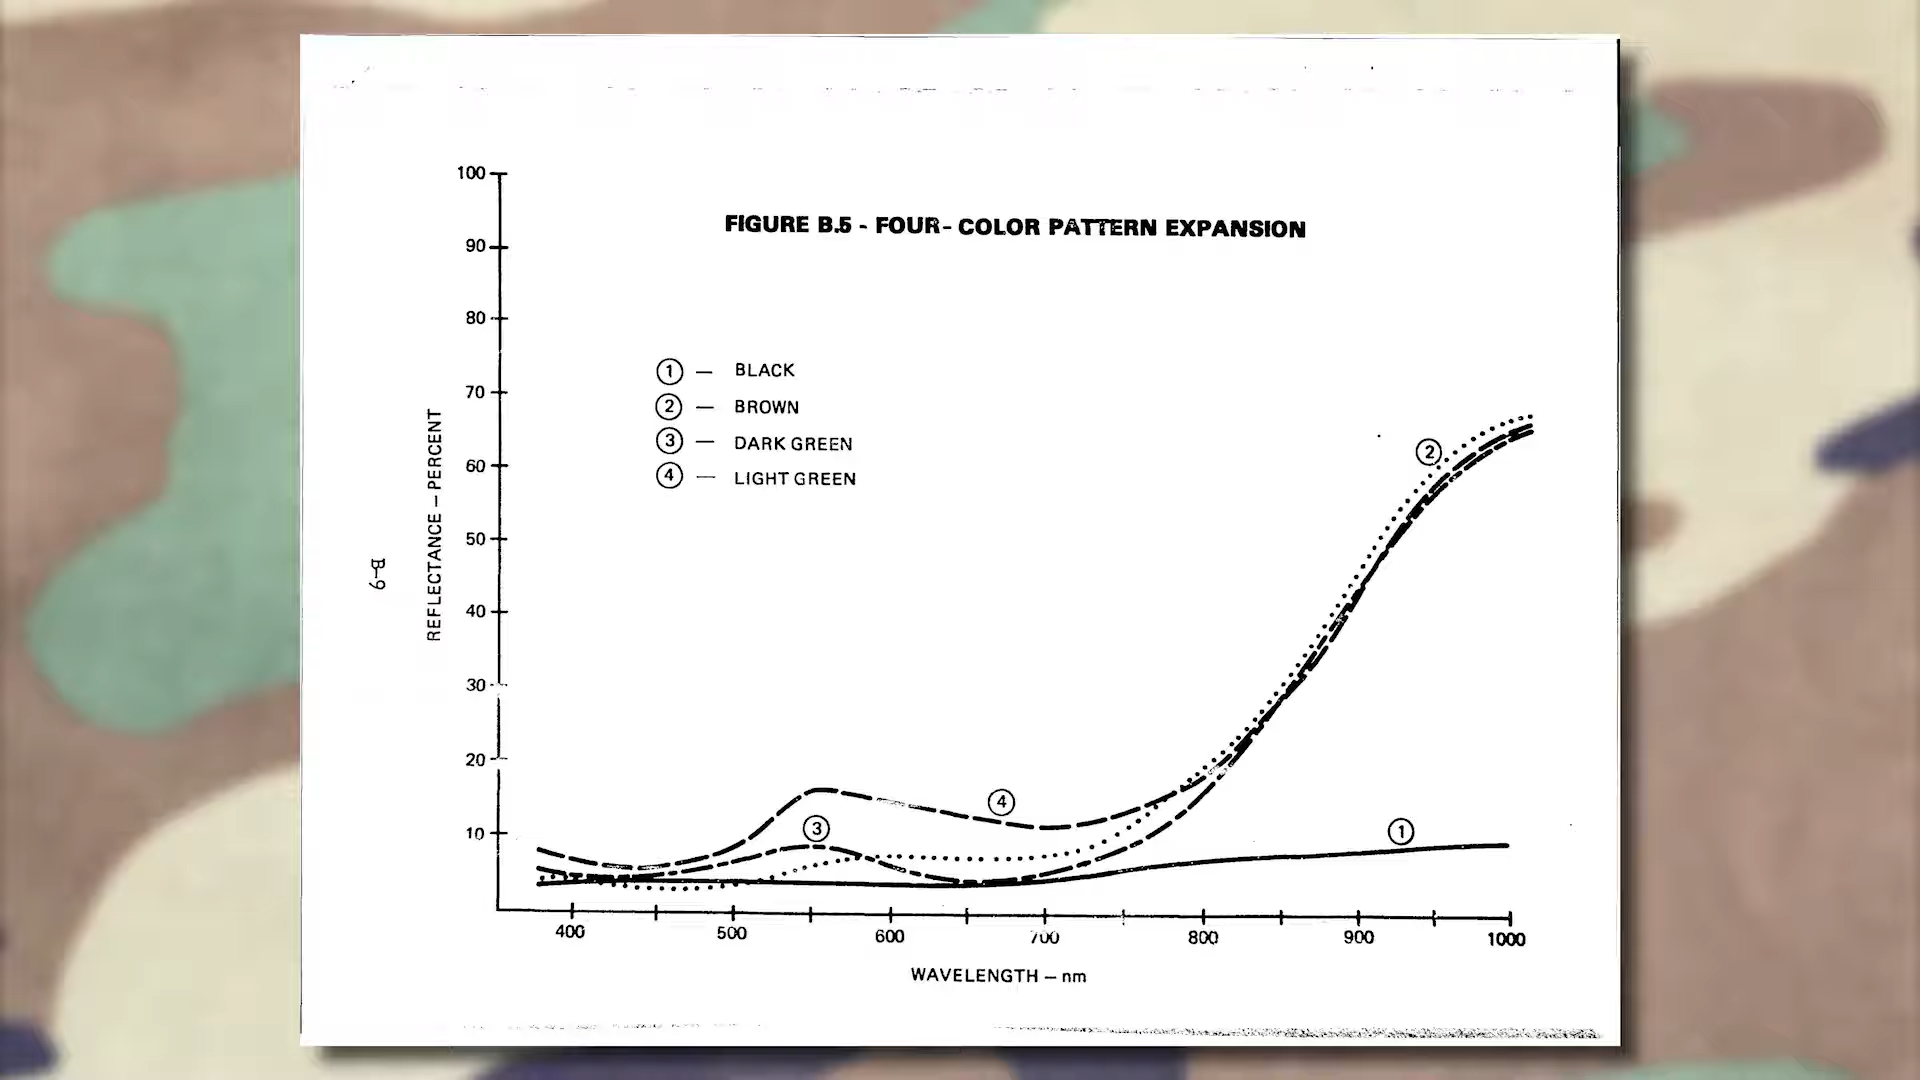 FIGURE B.5 - FOUR-COLOR PATTERN EXPANSION
① — BLACK
② — BROWN
③ — DARK GREEN
④ — LIGHT GREEN
REFLECTANCE — PERCENT
100
90
80
70
60
50
40
30
20
10
②
④
③
①
400 500 600 700 800 900 1000
WAVELENGTH — nm
B-9